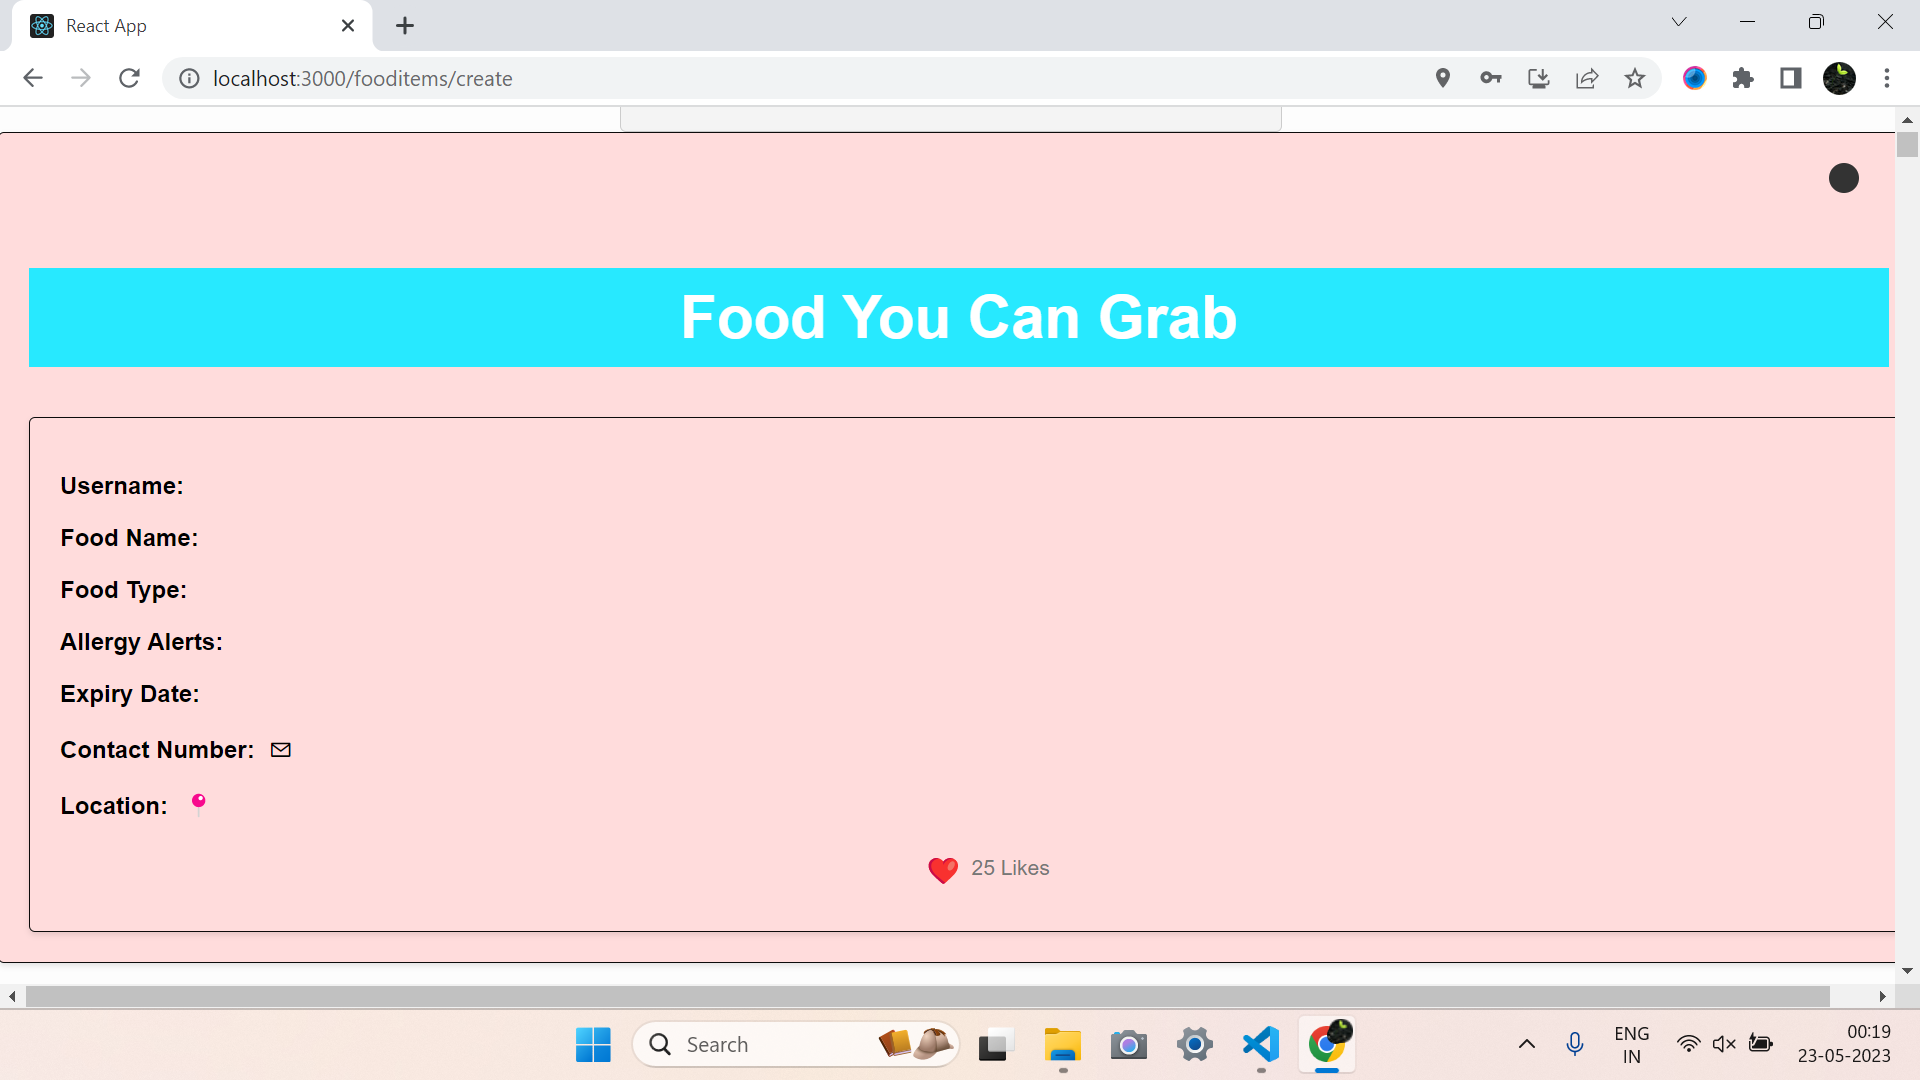 React App
localhost:3000/fooditems/create
Food You Can Grab
Username:
Food Name:
Food Type:
Allergy Alerts:
Expiry Date:
Contact Number:
Location:
25 Likes
Search
ENG
IN
00:19
23-05-2023